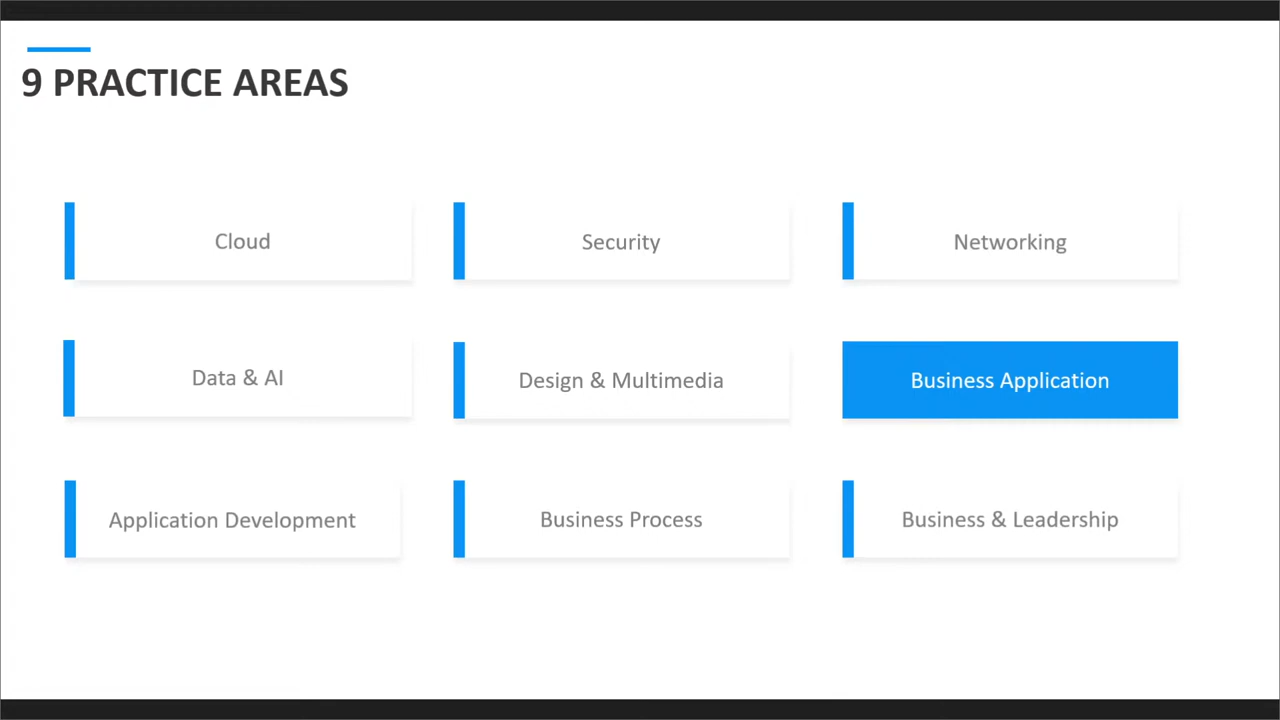 9 PRACTICE AREAS
Cloud
Security
Networking
Data & AI
Design & Multimedia
Business Application
Application Development
Business Process
Business & Leadership